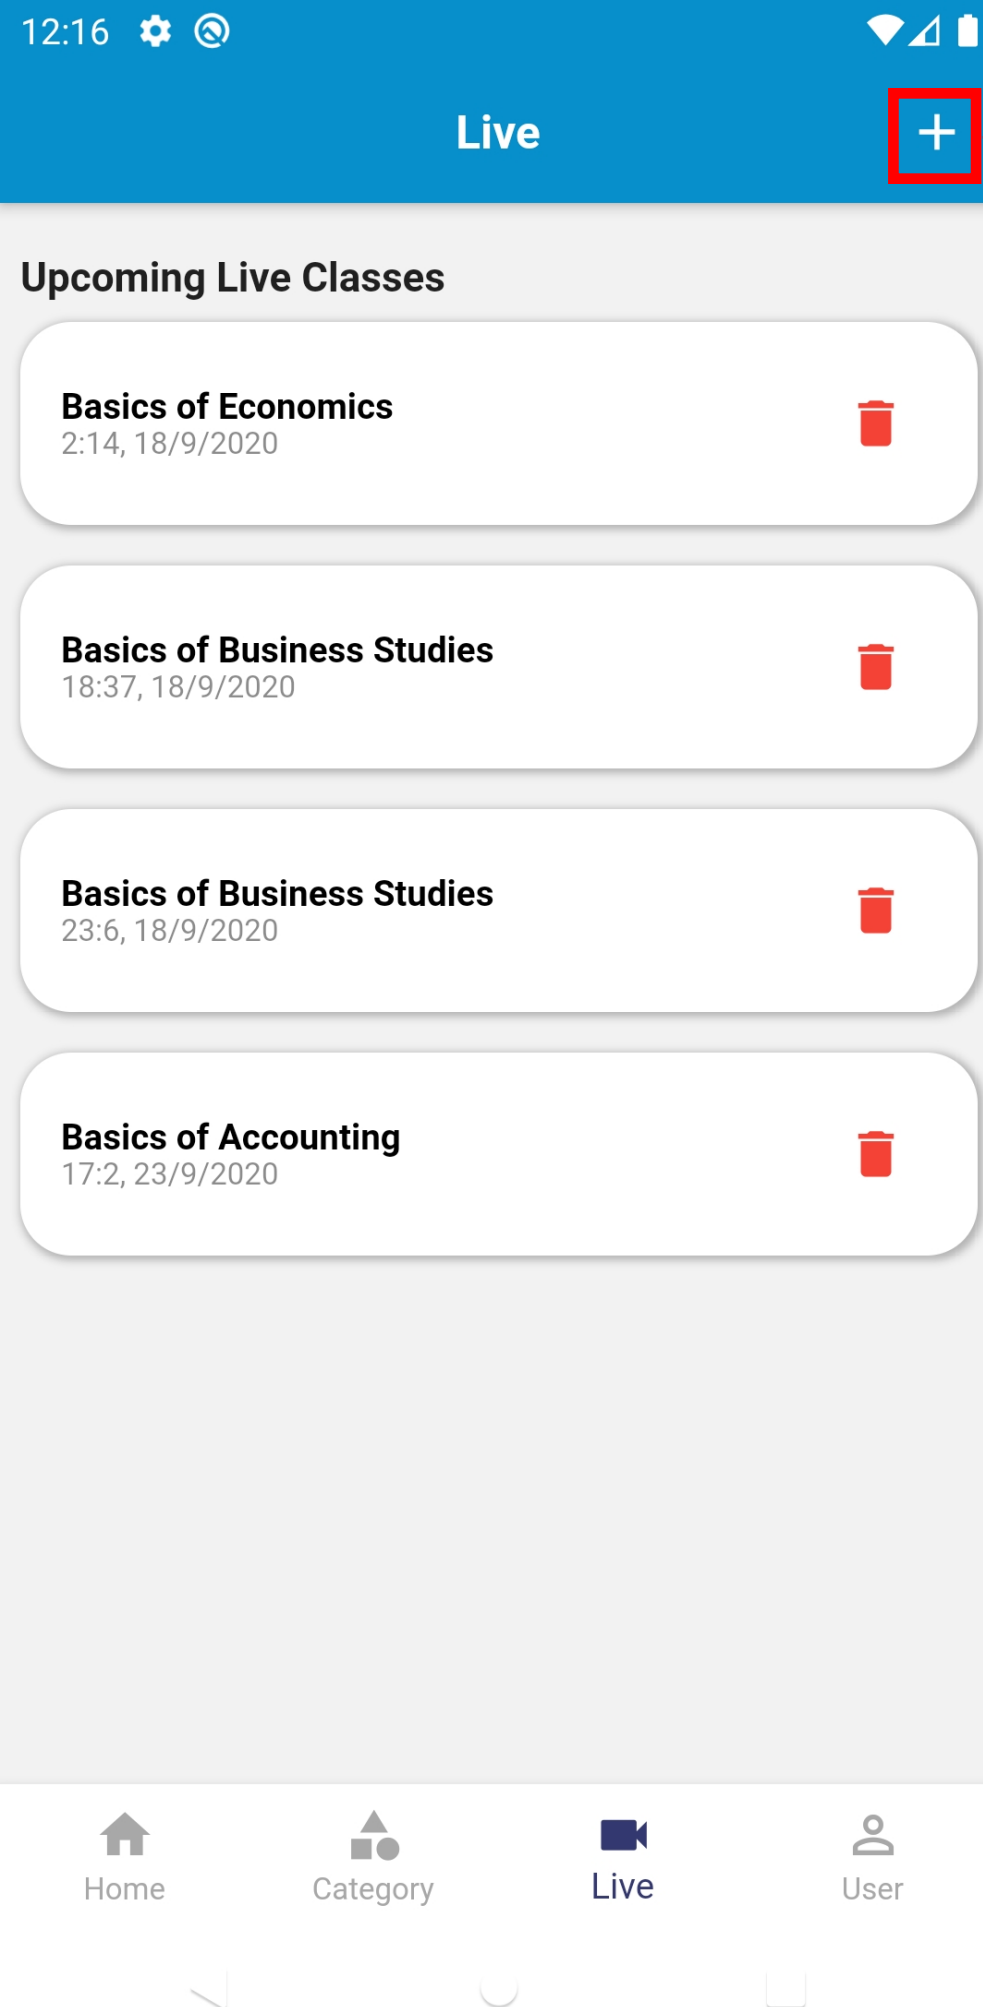 12:16
Live
Upcoming Live Classes
Basics of Economics
2:14, 18/9/2020
Basics of Business Studies
18:37, 18/9/2020
Basics of Business Studies
23:6, 18/9/2020
Basics of Accounting
17:2, 23/9/2020
Home Category Live User